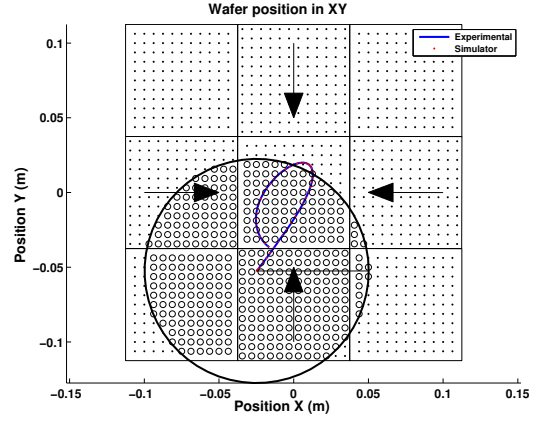 Wafer position in XY
Experimental
Simulator
0.1
0.05
0
−0.05
−0.1
Position Y (m)
−0.15
−0.1
−0.05
0
0.05
0.1
0.15
Position X (m)